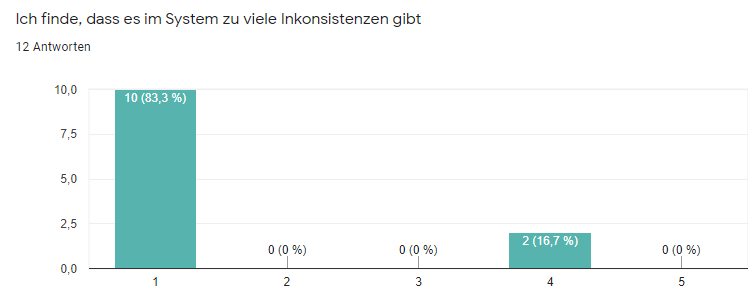 Ich finde, dass es im System zu viele Inkonsistenzen gibt
12 Antworten
10,0
7,5
5,0
2,5
0,0
10 (83,3 %)
0 (0 %)
0 (0 %)
2 (16,7 %)
0 (0 %)
1
2
3
4
5